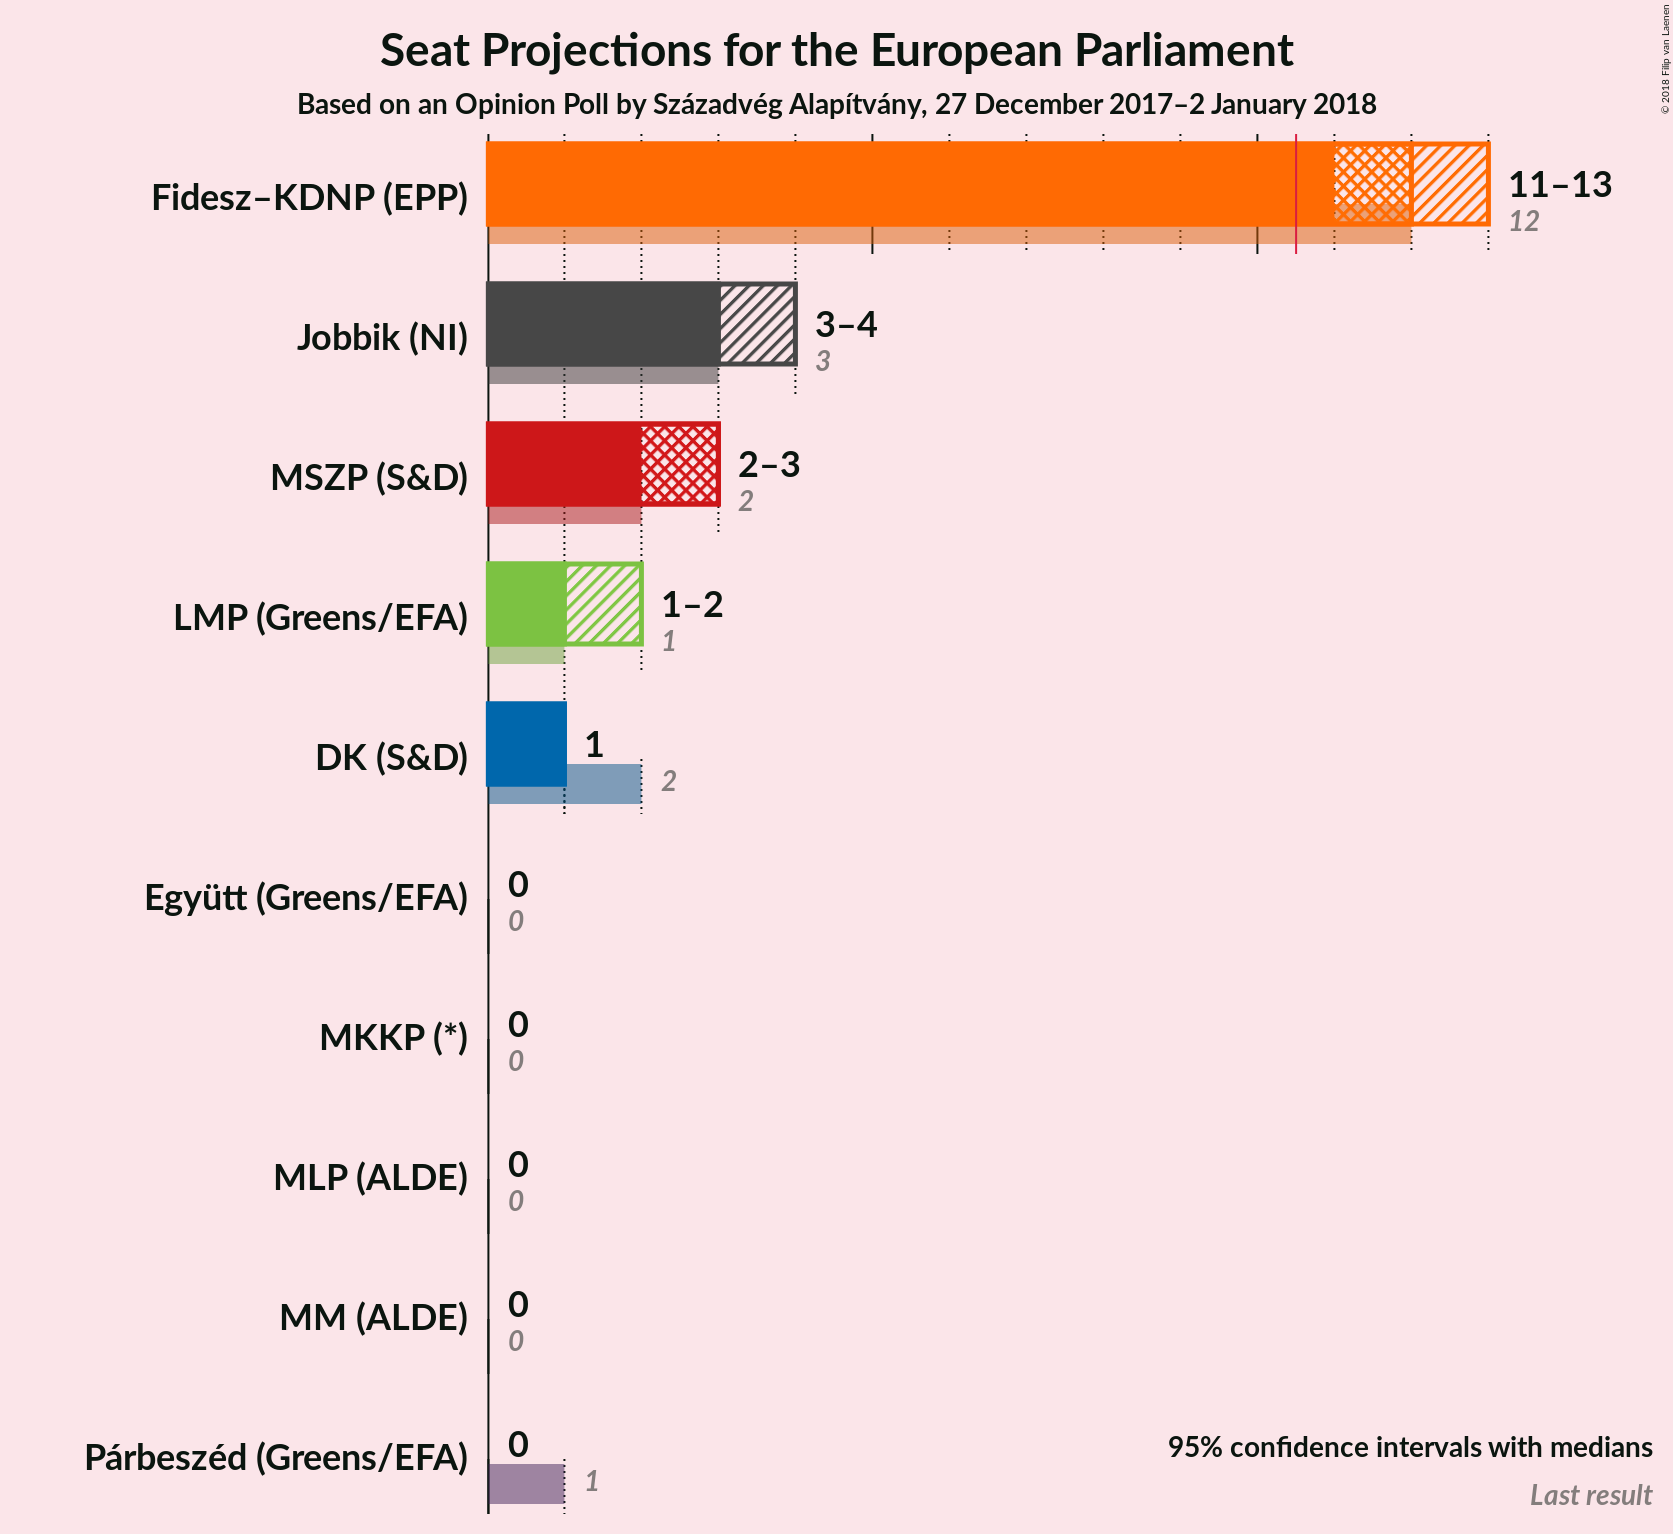 Seat Projections for the European Parliament
Based on an Opinion Poll by Századvég Alapítvány, 27 December 2017–2 January 2018
© 2018 Filip van Laenen
Fidesz–KDNP (EPP)
11–13
12
Jobbik (NI)
3–4
3
MSZP (S&D)
2–3
2
LMP (Greens/EFA)
1–2
1
DK (S&D)
1
2
Együtt (Greens/EFA)
0
0
MKKP (*)
0
0
MLP (ALDE)
0
0
MM (ALDE)
0
0
Párbeszéd (Greens/EFA)
0
1
95% confidence intervals with medians
Last result